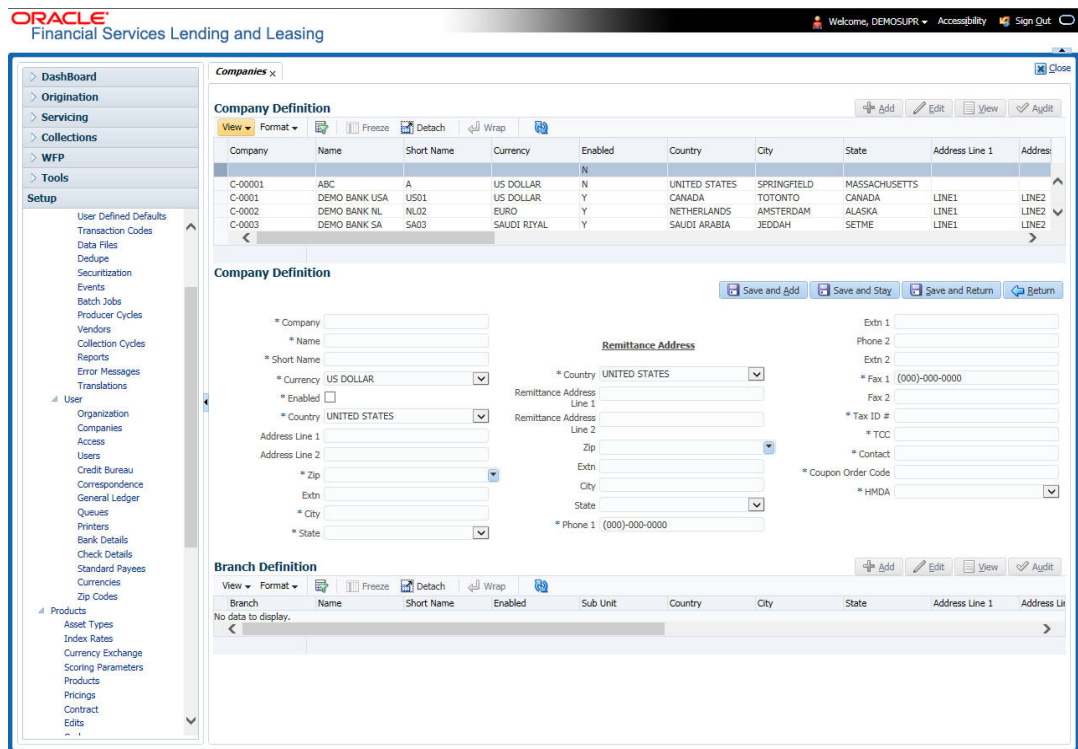 ORACLE
Financial Services Lending and Leasing
Welcome, DEMOSUPR
Accessibility
Sign Out
DashBoard
Origination
Servicing
Collections
WFP
Tools
Setup
User Defined Defaults
Transaction Codes
Data Files
Dedupe
Securitization
Events
Batch Jobs
Producer Cycles
Vendors
Collection Cycles
Reports
Error Messages
Translations
User
Organization
Companies
Access
Users
Credit Bureau
Correspondence
General Ledger
Queues
Printers
Bank Details
Check Details
Standard Payees
Currencies
Zip Codes
Products
Asset Types
Index Rates
Currency Exchange
Scoring Parameters
Products
Pricings
Contract
Edits
Companies x
Close
Company Definition
Add Edit View Audit
View Format Freeze Detach Wrap
Company Name Short Name Currency Enabled Country City State Address Line 1 Address
N
C-00001 ABC A US DOLLAR N UNITED STATES SPRINGFIELD MASSACHUSETTS
C-0001 DEMO BANK USA US01 US DOLLAR Y CANADA TOTONTO CANADA LINE1 LINE2
C-0002 DEMO BANK NL NL02 EURO Y NETHERLANDS AMSTERDAM ALASKA LINE1 LINE2
C-0003 DEMO BANK SA SA03 SAUDI RIYAL Y SAUDI ARABIA JEDDAH SETME LINE1 LINE2
Company Definition
Save and Add Save and Stay Save and Return Return
* Company
* Name
* Short Name
* Currency US DOLLAR
* Enabled
* Country UNITED STATES
Address Line 1
Address Line 2
* Zip
Extn
* City
* State
Remittance Address
* Country UNITED STATES
Remittance Address
Line 1
Remittance Address
Line 2
Zip
Extn
City
State
* Phone 1 (000)-000-0000
Extn 1
Phone 2
Extn 2
* Fax 1 (000)-000-0000
Fax 2
* Tax ID #
* TCC
* Contact
* Coupon Order Code
* HMDA
Branch Definition
Add Edit View Audit
View Format Freeze Detach Wrap
Branch Name Short Name Enabled Sub Unit Country City State Address Line 1 Address Lin
No data to display.